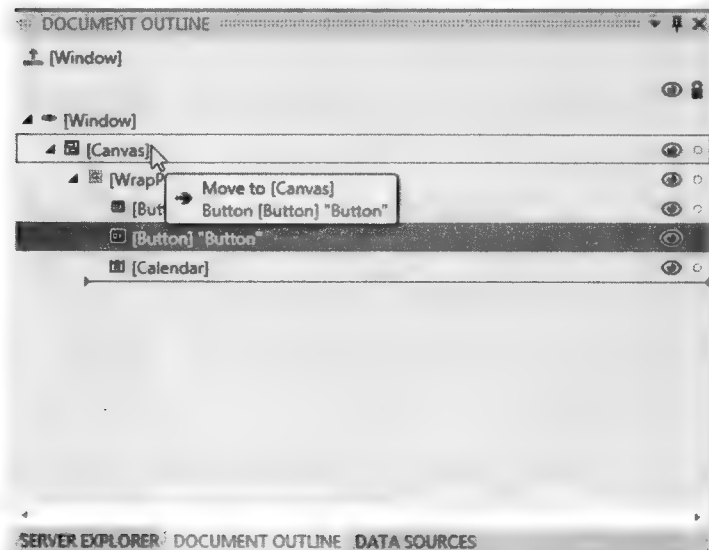 DOCUMENT OUTLINE
[Window]
[Window]
[Canvas]
[WrapP
Move to [Canvas]
[But
Button [Button] "Button"
[Button] "Button"
[Calendar]
SERVER EXPLORER DOCUMENT OUTLINE DATA SOURCES